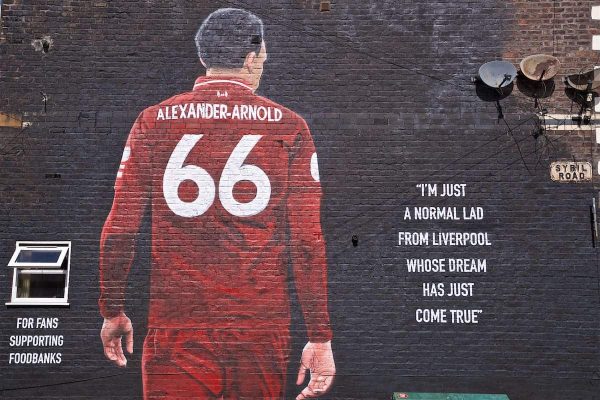 ALEXANDER-ARNOLD
66
"I'M JUST
A NORMAL LAD
FROM LIVERPOOL
WHOSE DREAM
HAS JUST
COME TRUE"
SYBIL
ROAD
FOR FANS
SUPPORTING
FOODBANKS